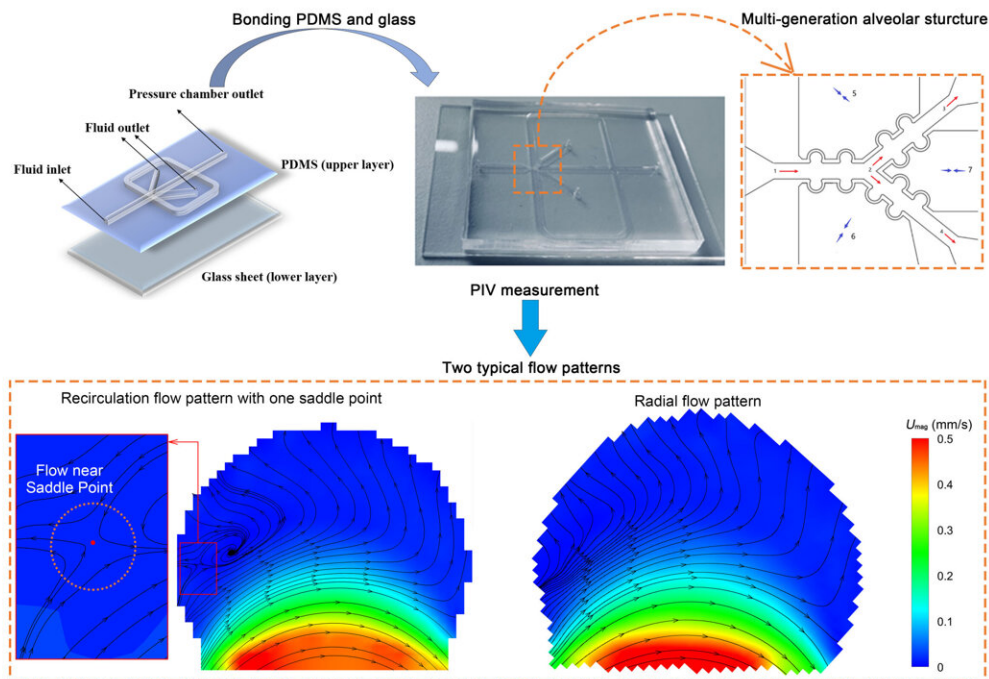 Bonding PDMS and glass
Multi-generation alveolar sturcture
Pressure chamber outlet
Fluid outlet
Fluid inlet
PDMS (upper layer)
Glass sheet (lower layer)
5
3
1
2
7
6
4
PIV measurement
Two typical flow patterns
Recirculation flow pattern with one saddle point
Radial flow pattern
Flow near
Saddle Point
Umag (mm/s)
0.5
0.4
0.3
0.2
0.1
0